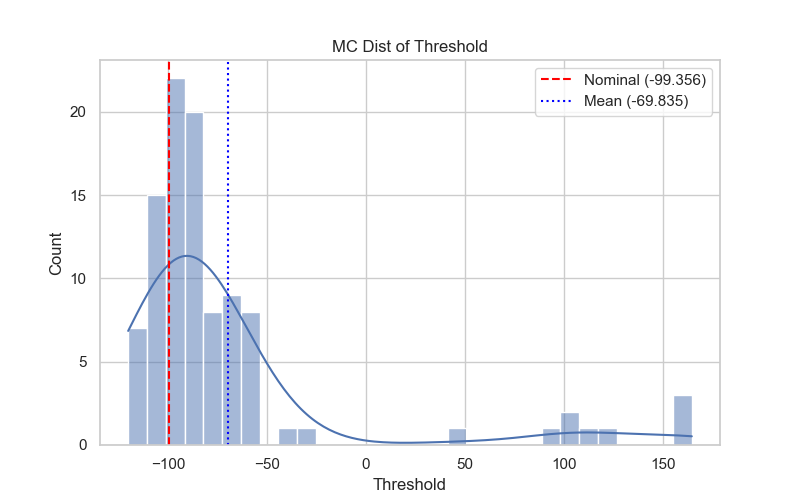 MC Dist of Threshold
Nominal (-99.356)
Mean (-69.835)
Count
20
15
10
5
0
−100
−50
0
50
100
150
Threshold